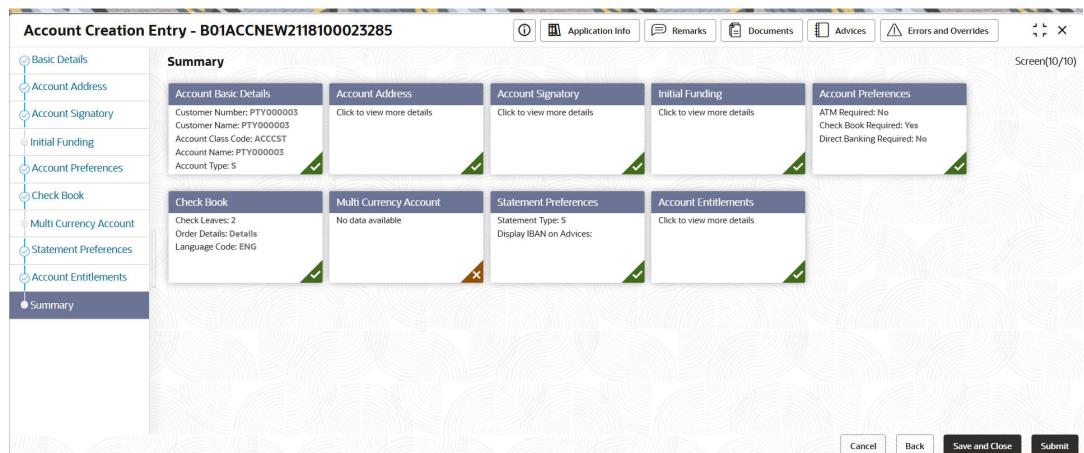 Account Creation Entry - B01ACCNEW2118100023285
Application Info
Remarks
Documents
Advices
Errors and Overrides
Basic Details
Account Address
Account Signatory
Initial Funding
Account Preferences
Check Book
Multi Currency Account
Statement Preferences
Account Entitlements
Summary
Summary
Screen(10/10)
Account Basic Details
Customer Number: PTY000003
Customer Name: PTY000003
Account Class Code: ACCCST
Account Name: PTY000003
Account Type: S
Account Address
Click to view more details
Account Signatory
Click to view more details
Initial Funding
Click to view more details
Account Preferences
ATM Required: No
Check Book Required: Yes
Direct Banking Required: No
Check Book
Check Leaves: 2
Order Details: Details
Language Code: ENG
Multi Currency Account
No data available
Statement Preferences
Statement Type: S
Display IBAN on Advices:
Account Entitlements
Click to view more details
Cancel
Back
Save and Close
Submit